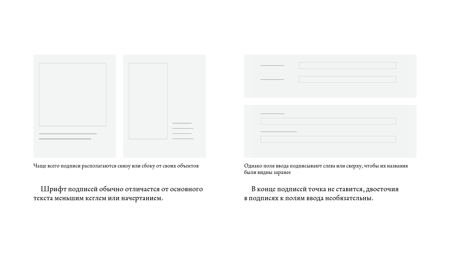 Чаще всего подписи располагаются снизу или сбоку от своих объектов
Шрифт подписей обычно отличается от основного
текста меньшим кеглем или начертанием.
Однако поля ввода подписывают слева или сверху, чтобы их названия
были видны заранее
В конце подписей точка не ставится, двоеточия
в подписях к полям ввода необязательны.